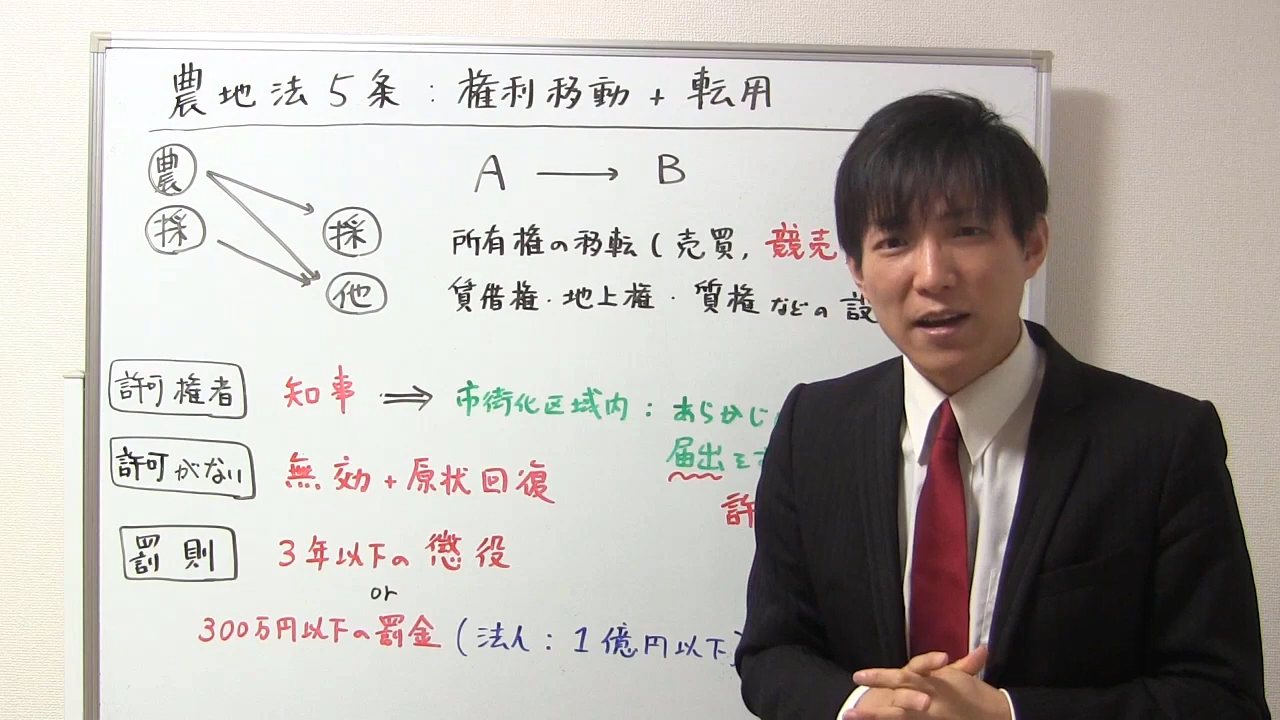 農地法5条：権利移動＋転用
農
採
採
他
A → B
所有権の移転（売買，競売
賃借権・地上権・質権などの設
許可権者 知事 ⇒ 市街化区域内：あらかじ
届出を
許
許可がない 無効＋原状回復
罰則 3年以下の懲役
or
300万円以下の罰金（法人：1億円以下）